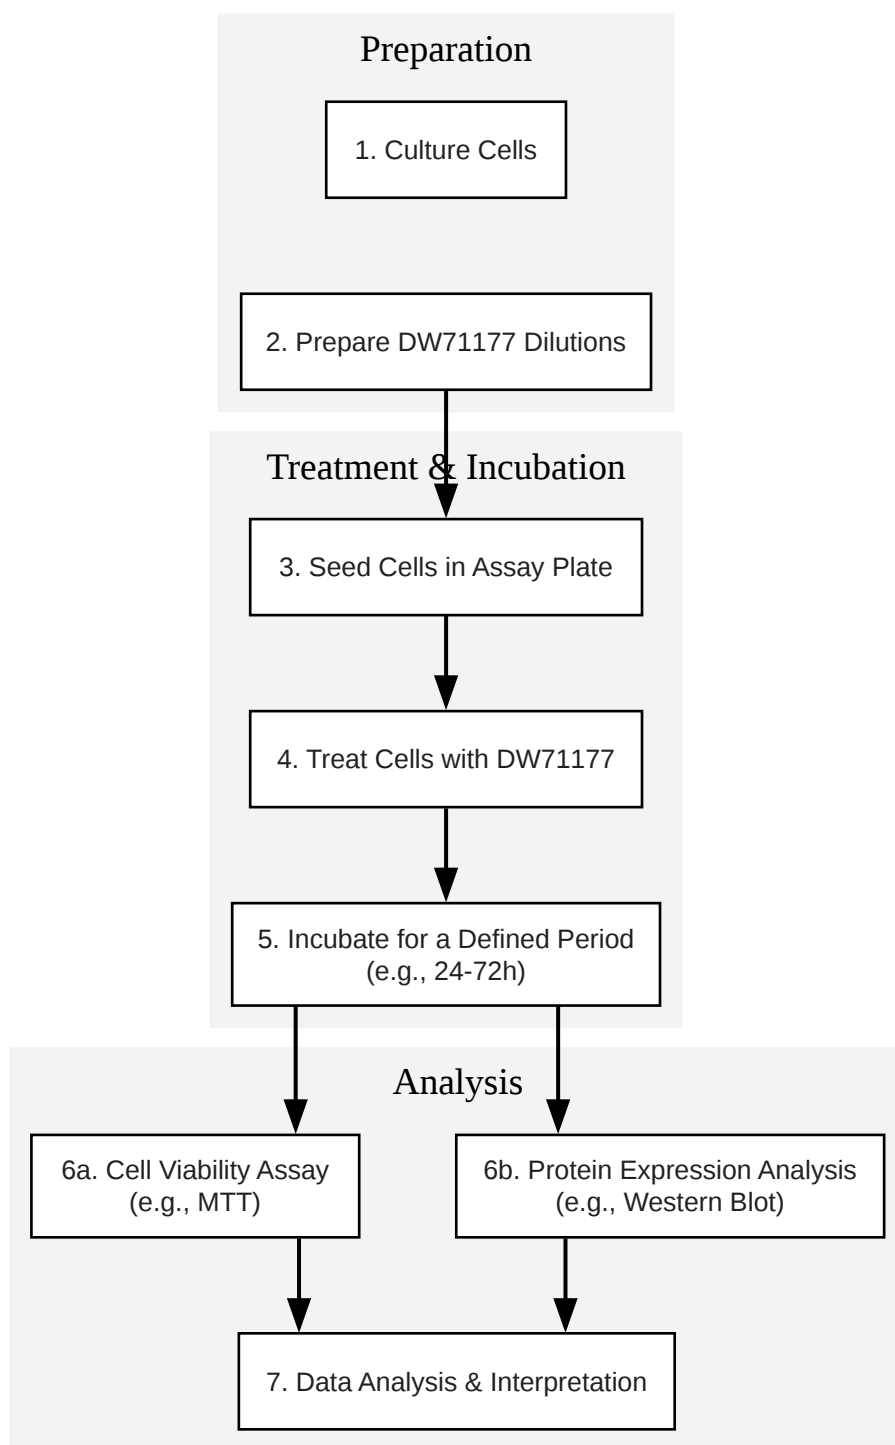 Preparation
1. Culture Cells
2. Prepare DW71177 Dilutions
Treatment & Incubation
3. Seed Cells in Assay Plate
4. Treat Cells with DW71177
5. Incubate for a Defined Period
(e.g., 24-72h)
Analysis
6a. Cell Viability Assay
(e.g., MTT)
6b. Protein Expression Analysis
(e.g., Western Blot)
7. Data Analysis & Interpretation